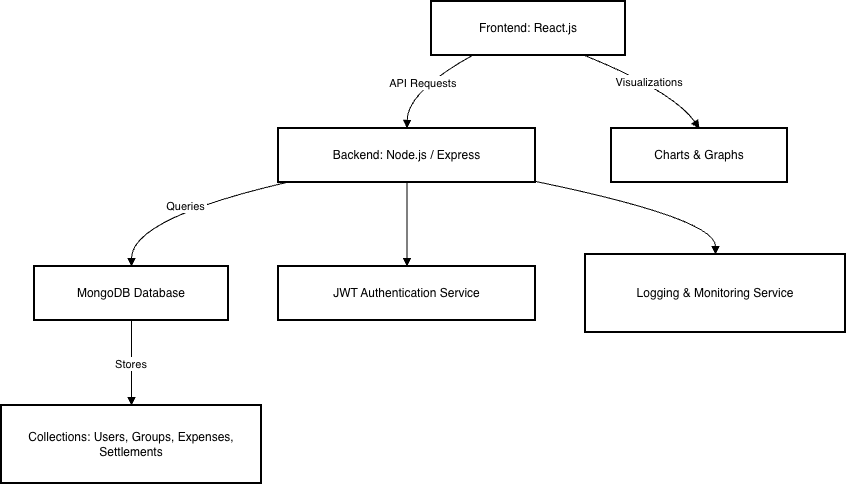 Frontend: React.js
API Requests
Visualizations
Backend: Node.js / Express
Charts & Graphs
Queries
MongoDB Database
JWT Authentication Service
Logging & Monitoring Service
Stores
Collections: Users, Groups, Expenses,
Settlements